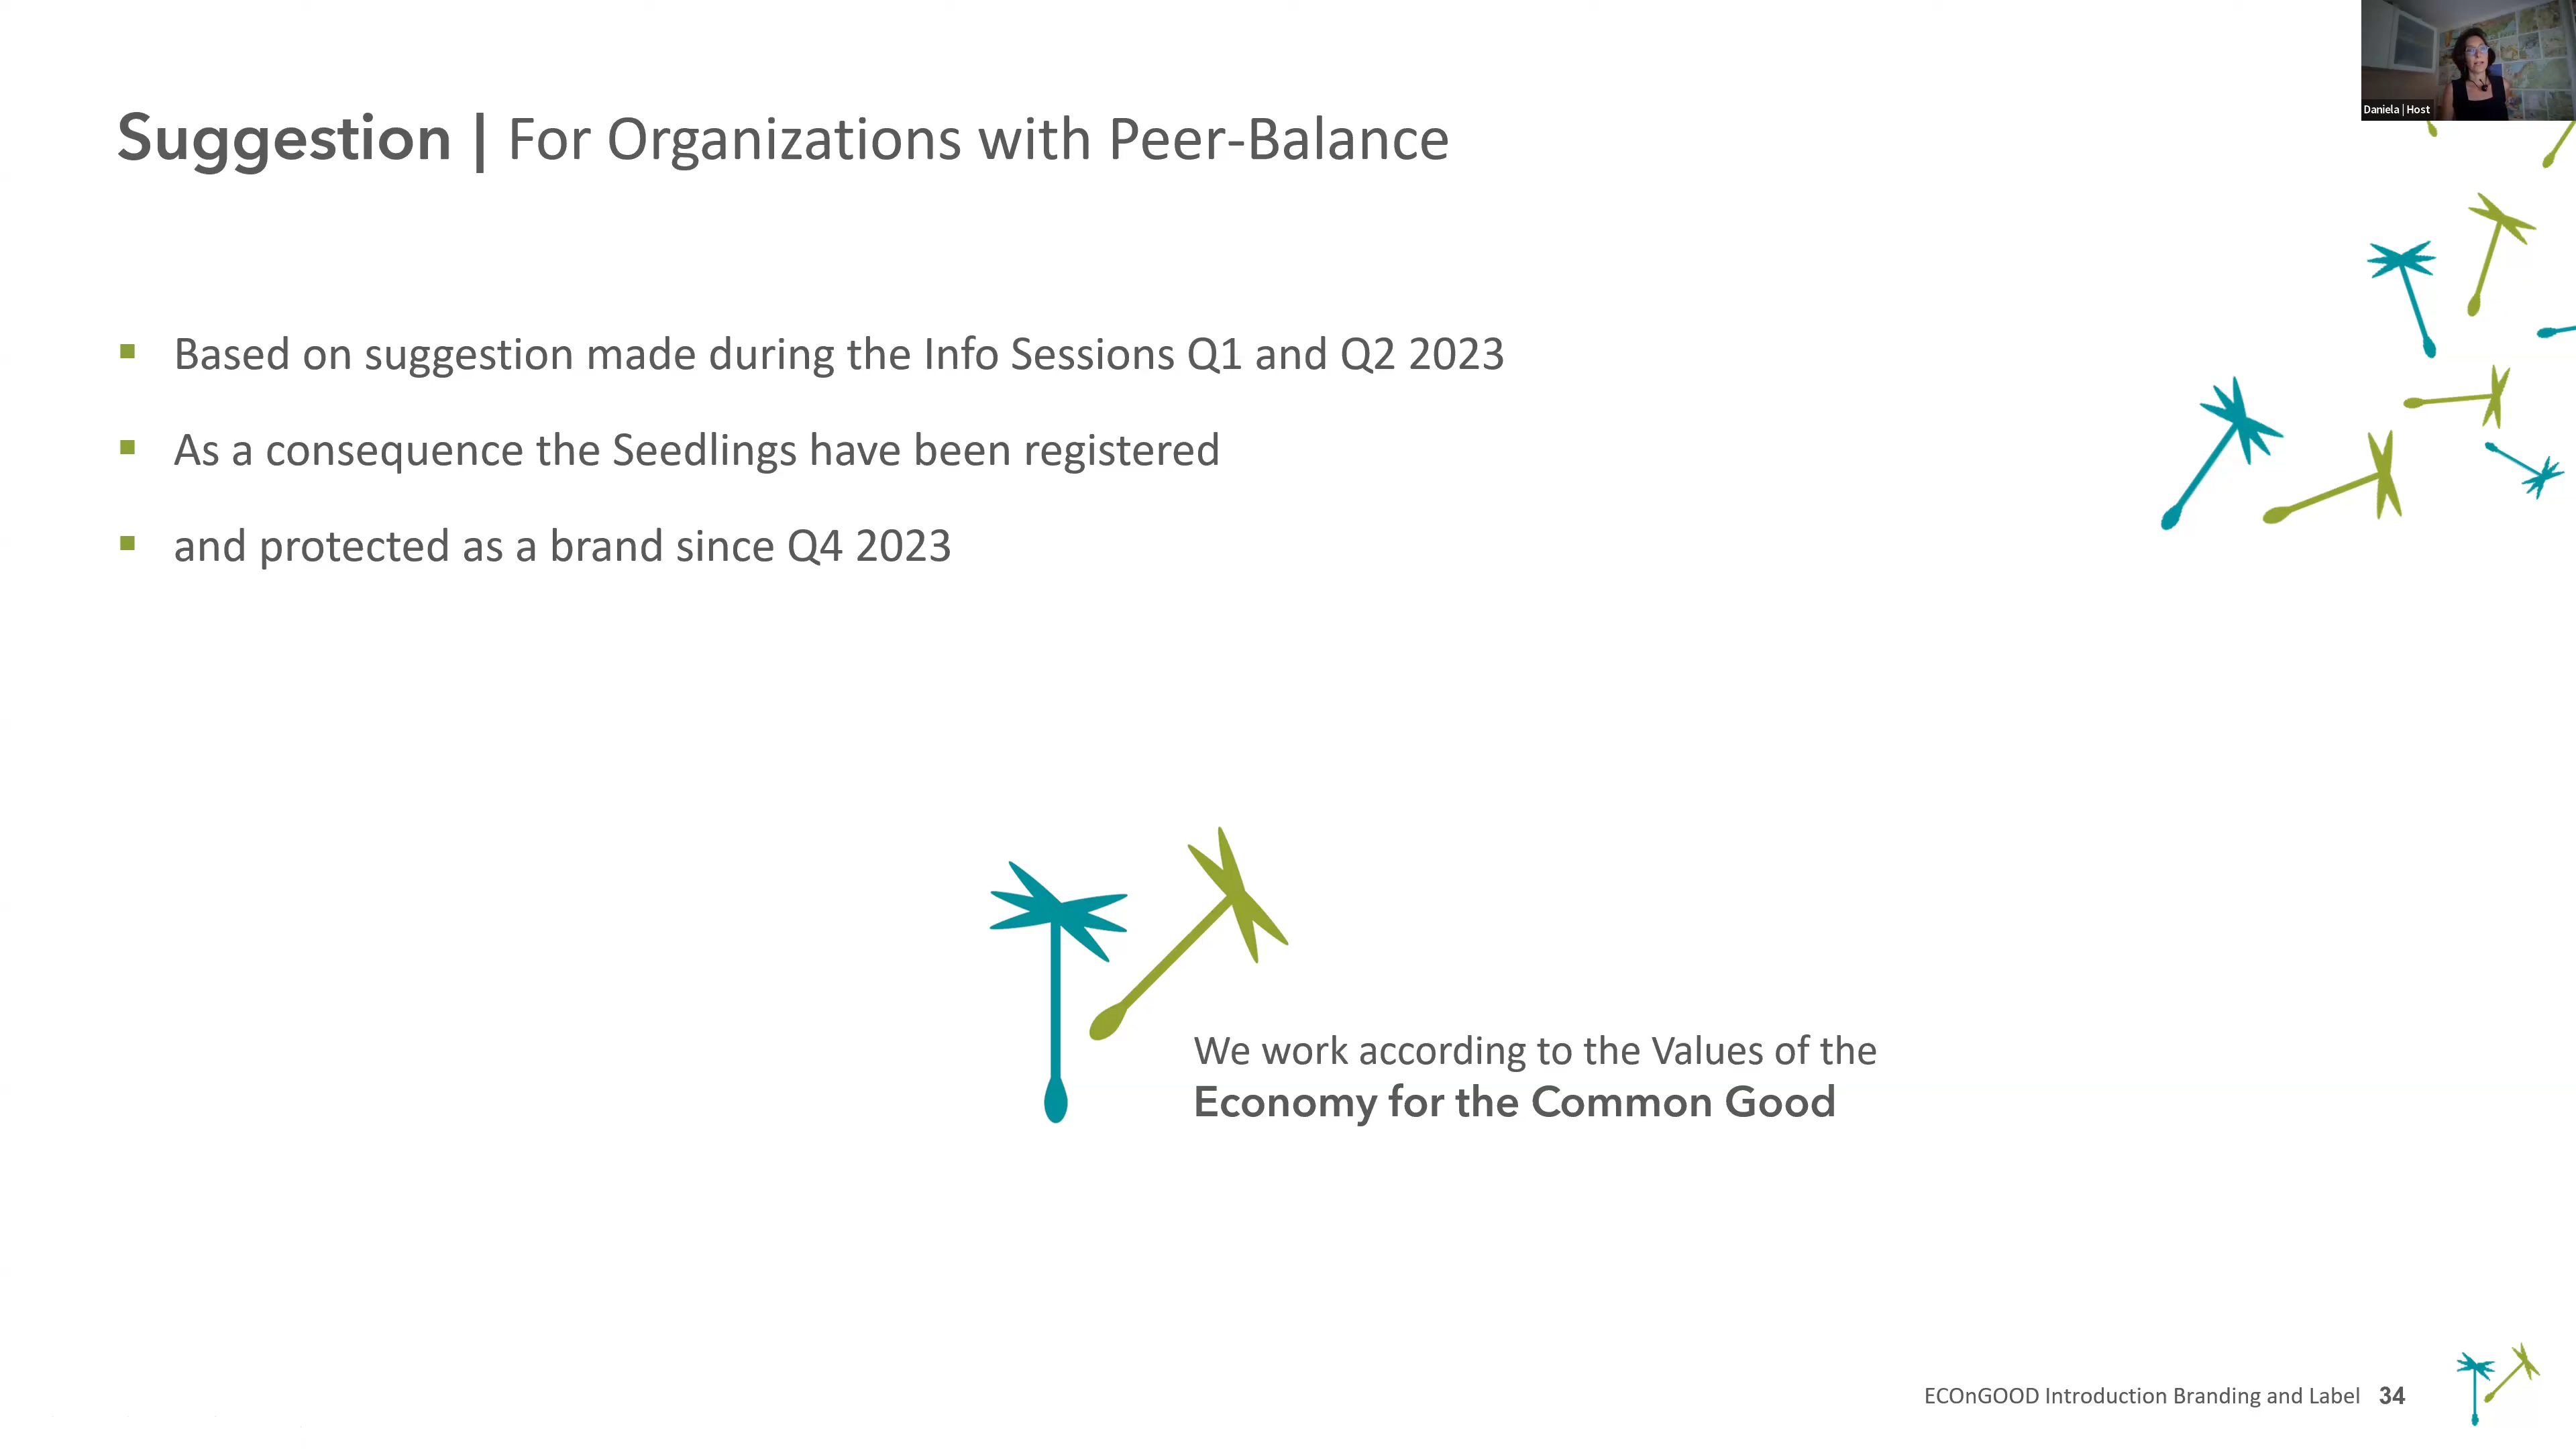 Daniela | Host
Suggestion | For Organizations with Peer-Balance
Based on suggestion made during the Info Sessions Q1 and Q2 2023
As a consequence the Seedlings have been registered
and protected as a brand since Q4 2023
We work according to the Values of the
Economy for the Common Good
ECOnGOOD Introduction Branding and Label 34